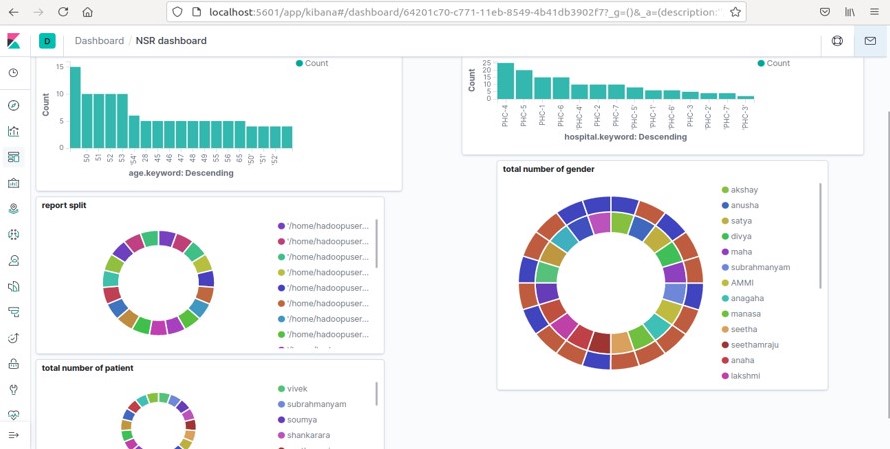 localhost:5601/app/kibana#/dashboard/64201c70-c771-11eb-8549-4b41db3902f7?_g=()&_a=(description:'
D Dashboard / NSR dashboard
15
10
5
0
Count
50 51 52 53 '54' 28 45 46 47 48 49 55 56 65 '50' '51' '52'
age.keyword: Descending
Count
25
20
15
10
5
0
Count
PHC-4 PHC-5 PHC-1 PHC-6 'PHC-4' PHC-2 PHC-7 'PHC-5' 'PHC-1' 'PHC-6' PHC-3 'PHC-2' 'PHC-7' 'PHC-3'
hospital.keyword: Descending
Count
report split
'/home/hadoopuser...
'/home/hadoopuser...
'/home/hadoopuser...
'/home/hadoopuser...
'/home/hadoopuser...
'/home/hadoopuser...
'/home/hadoopuser...
'/home/hadoopuser...
total number of gender
akshay
anusha
satya
divya
maha
subrahmanyam
AMMI
anagaha
manasa
seetha
seethamraju
anaha
lakshmi
total number of patient
vivek
subrahmanyam
soumya
shankarara